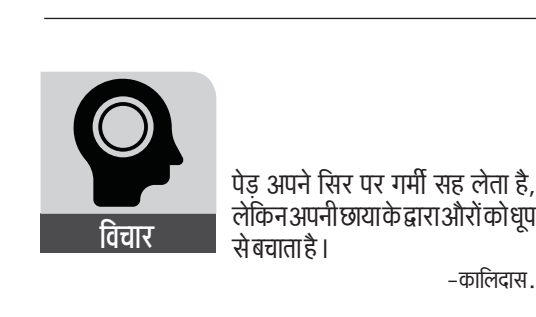 विचार
पेड़ अपने सिर पर गर्मी सह लेता है,
लेकिन अपनी छाया के द्वारा औरों को धूप
से बचाता है।
–कालिदास.